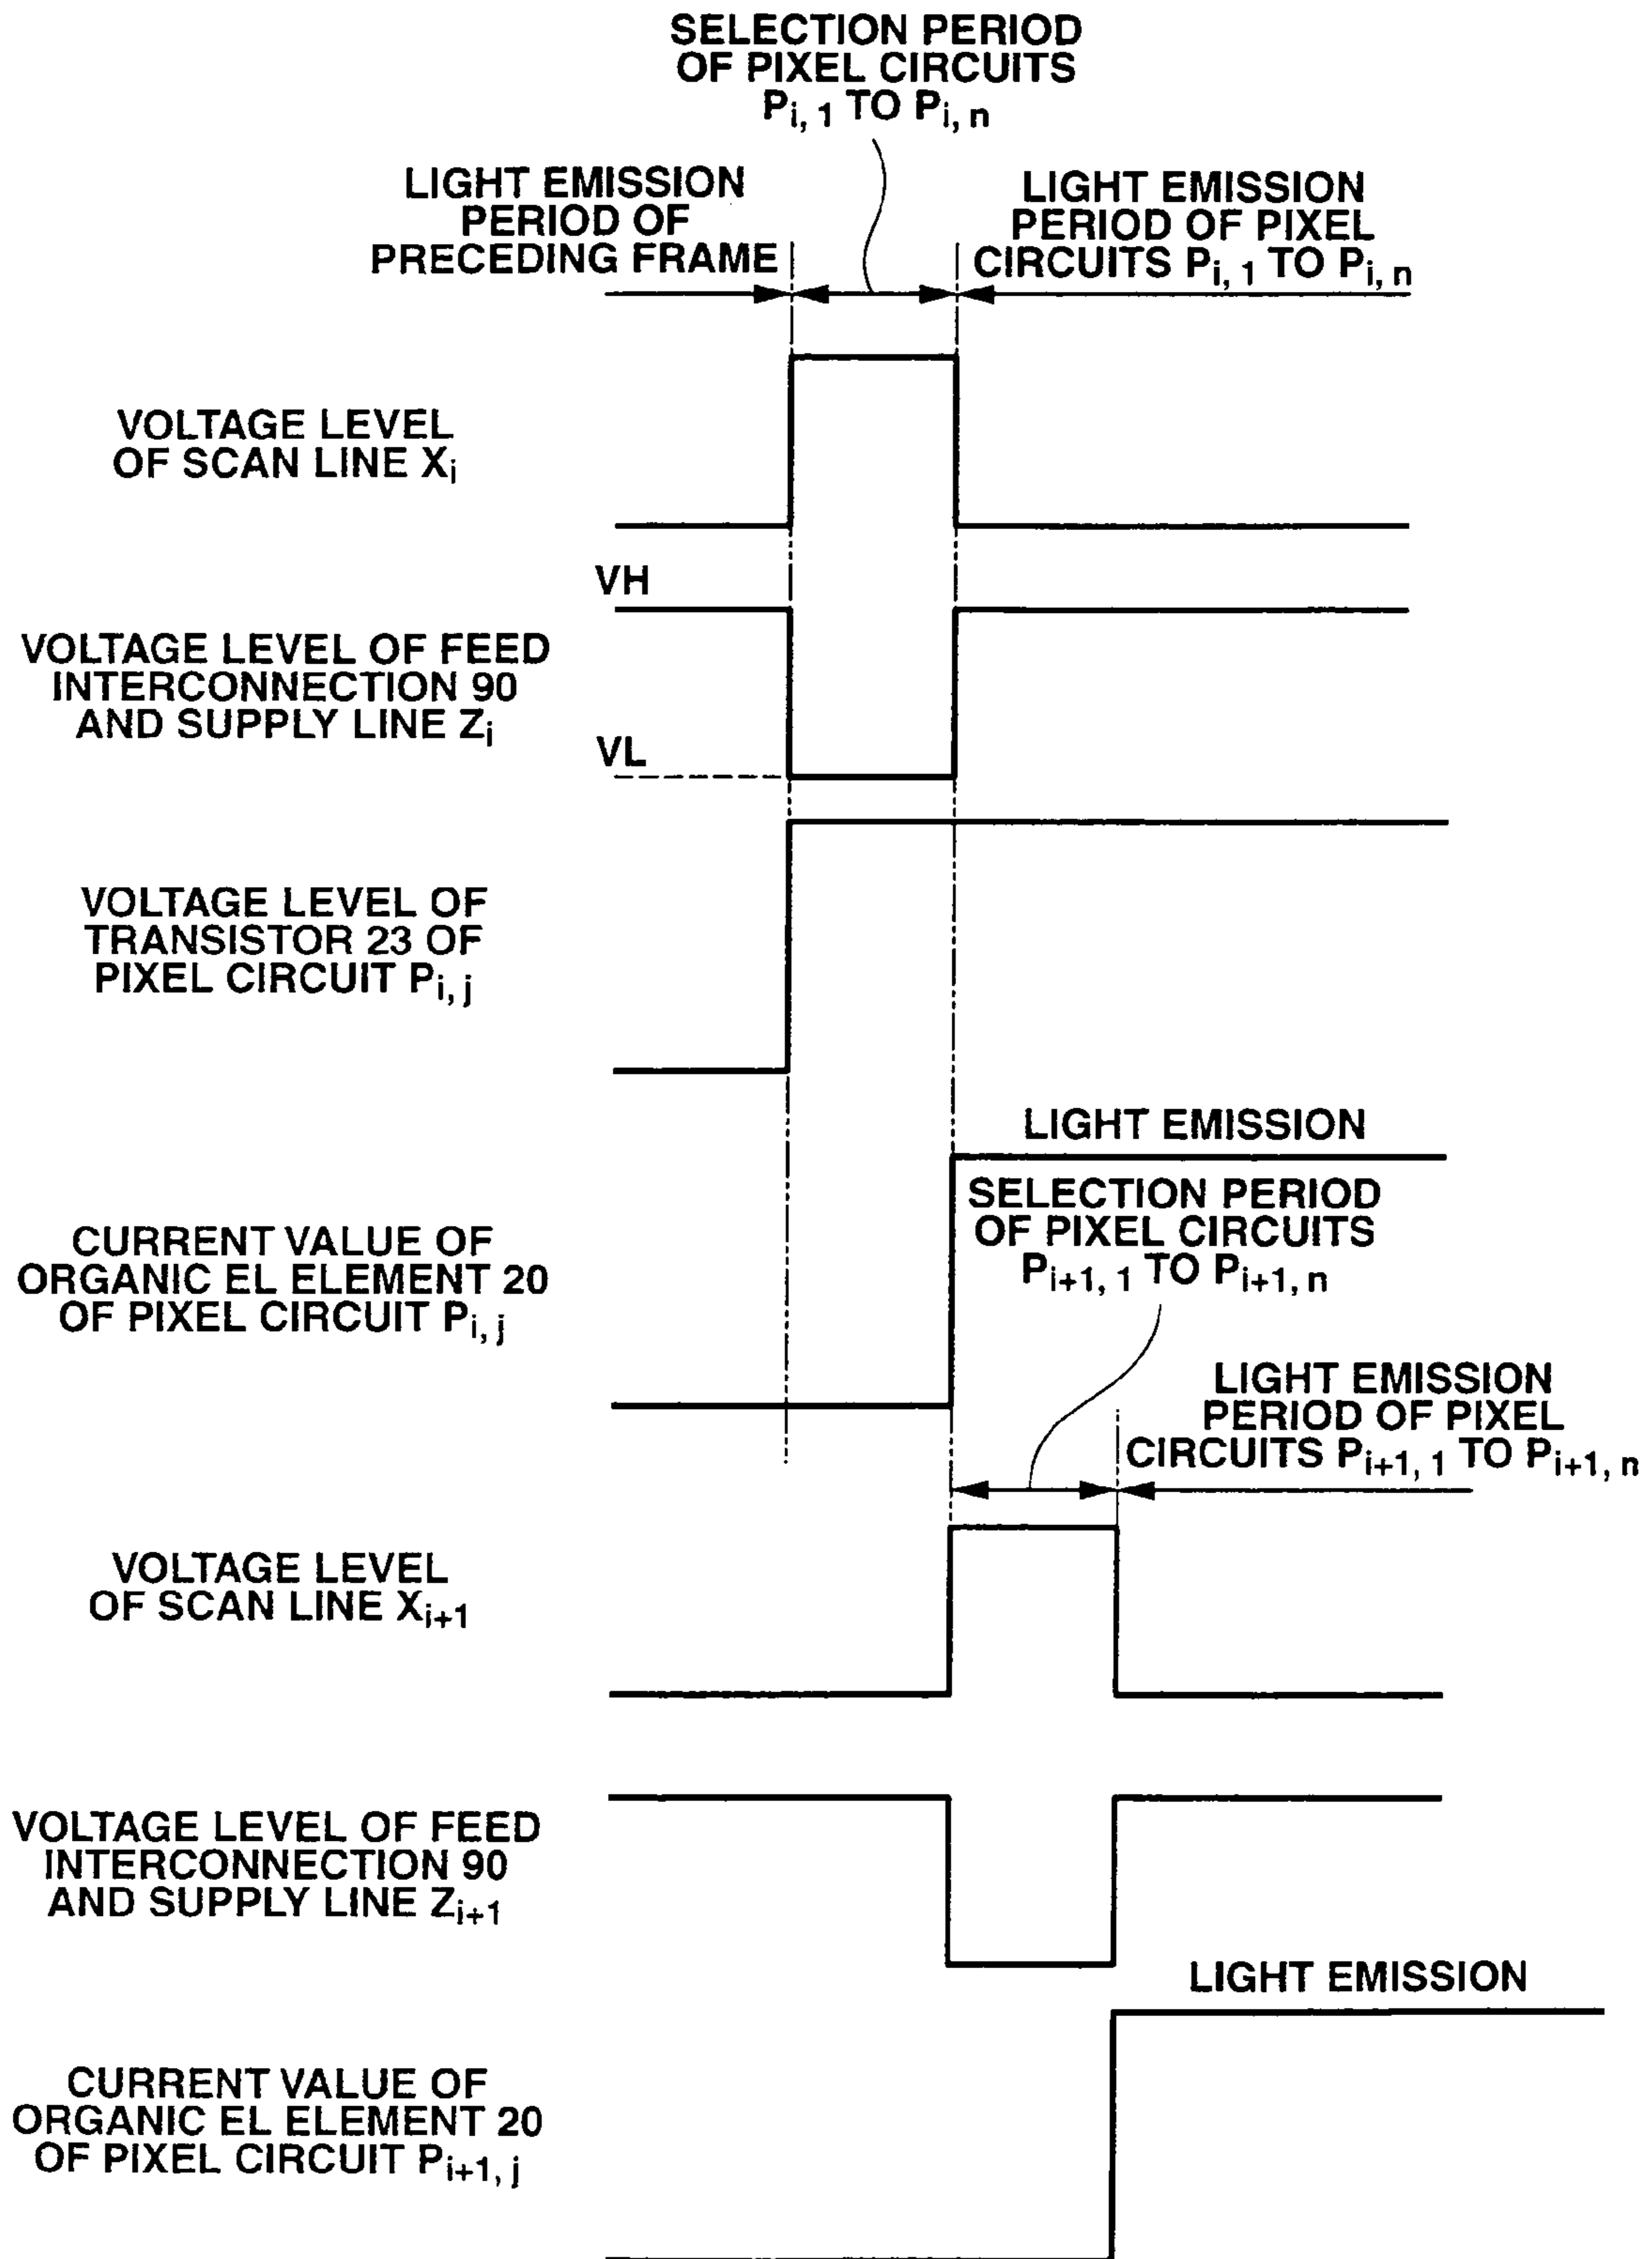 SELECTION PERIOD
OF PIXEL CIRCUITS
Pi, 1 TO Pi, n
LIGHT EMISSION
PERIOD OF
PRECEDING FRAME
LIGHT EMISSION
PERIOD OF PIXEL
CIRCUITS Pi, 1 TO Pi, n
VOLTAGE LEVEL
OF SCAN LINE Xi
VH
VOLTAGE LEVEL OF FEED
INTERCONNECTION 90
AND SUPPLY LINE Zi
VL
VOLTAGE LEVEL OF
TRANSISTOR 23 OF
PIXEL CIRCUIT Pi, j
LIGHT EMISSION
SELECTION PERIOD
OF PIXEL CIRCUITS
Pi+1, 1 TO Pi+1, n
CURRENT VALUE OF
ORGANIC EL ELEMENT 20
OF PIXEL CIRCUIT Pi, j
LIGHT EMISSION
PERIOD OF PIXEL
CIRCUITS Pi+1, 1 TO Pi+1, n
VOLTAGE LEVEL
OF SCAN LINE Xi+1
VOLTAGE LEVEL OF FEED
INTERCONNECTION 90
AND SUPPLY LINE Zi+1
LIGHT EMISSION
CURRENT VALUE OF
ORGANIC EL ELEMENT 20
OF PIXEL CIRCUIT Pi+1, j